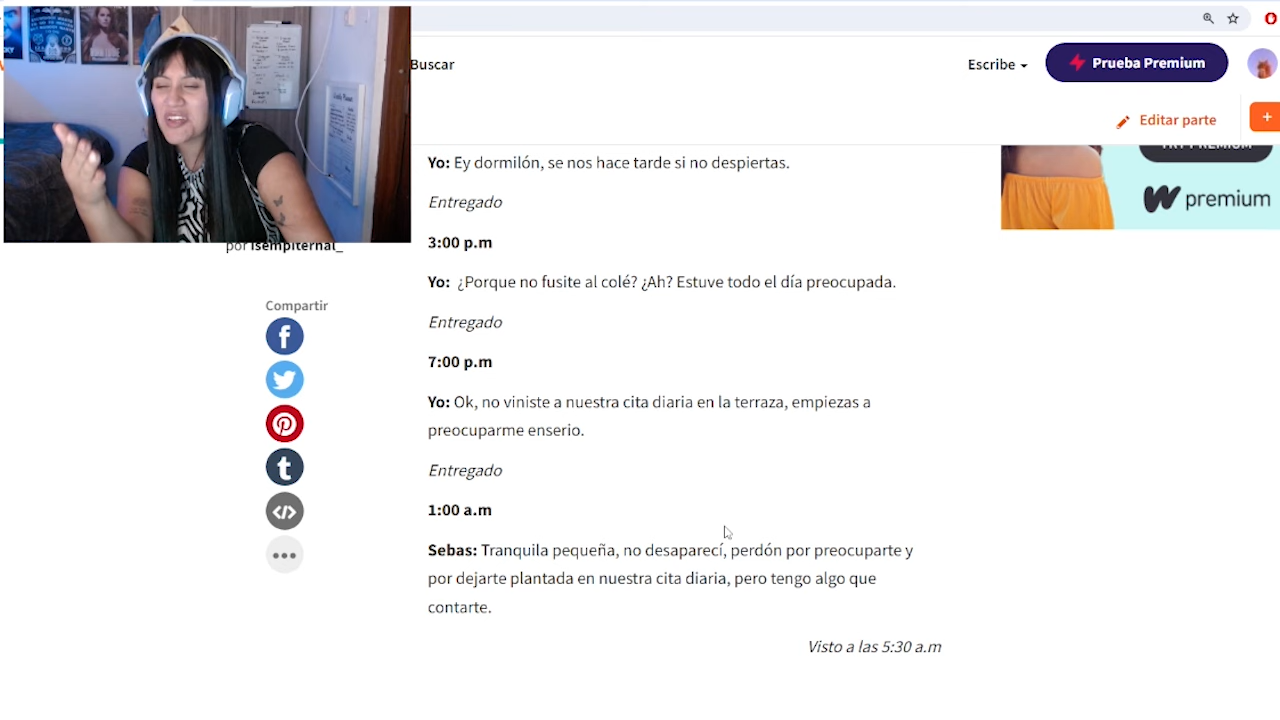 Buscar
Escribe
Prueba Premium
Editar parte
+
TRY PREMIUM
premium
por isempiternal_
Compartir
Yo: Ey dormilón, se nos hace tarde si no despiertas.
Entregado
3:00 p.m
Yo: ¿Porque no fusite al colé? ¿Ah? Estuve todo el día preocupada.
Entregado
7:00 p.m
Yo: Ok, no viniste a nuestra cita diaria en la terraza, empiezas a
preocuparme enserio.
Entregado
1:00 a.m
Sebas: Tranquila pequeña, no desaparecí, perdón por preocuparte y
por dejarte plantada en nuestra cita diaria, pero tengo algo que
contarte.
Visto a las 5:30 a.m